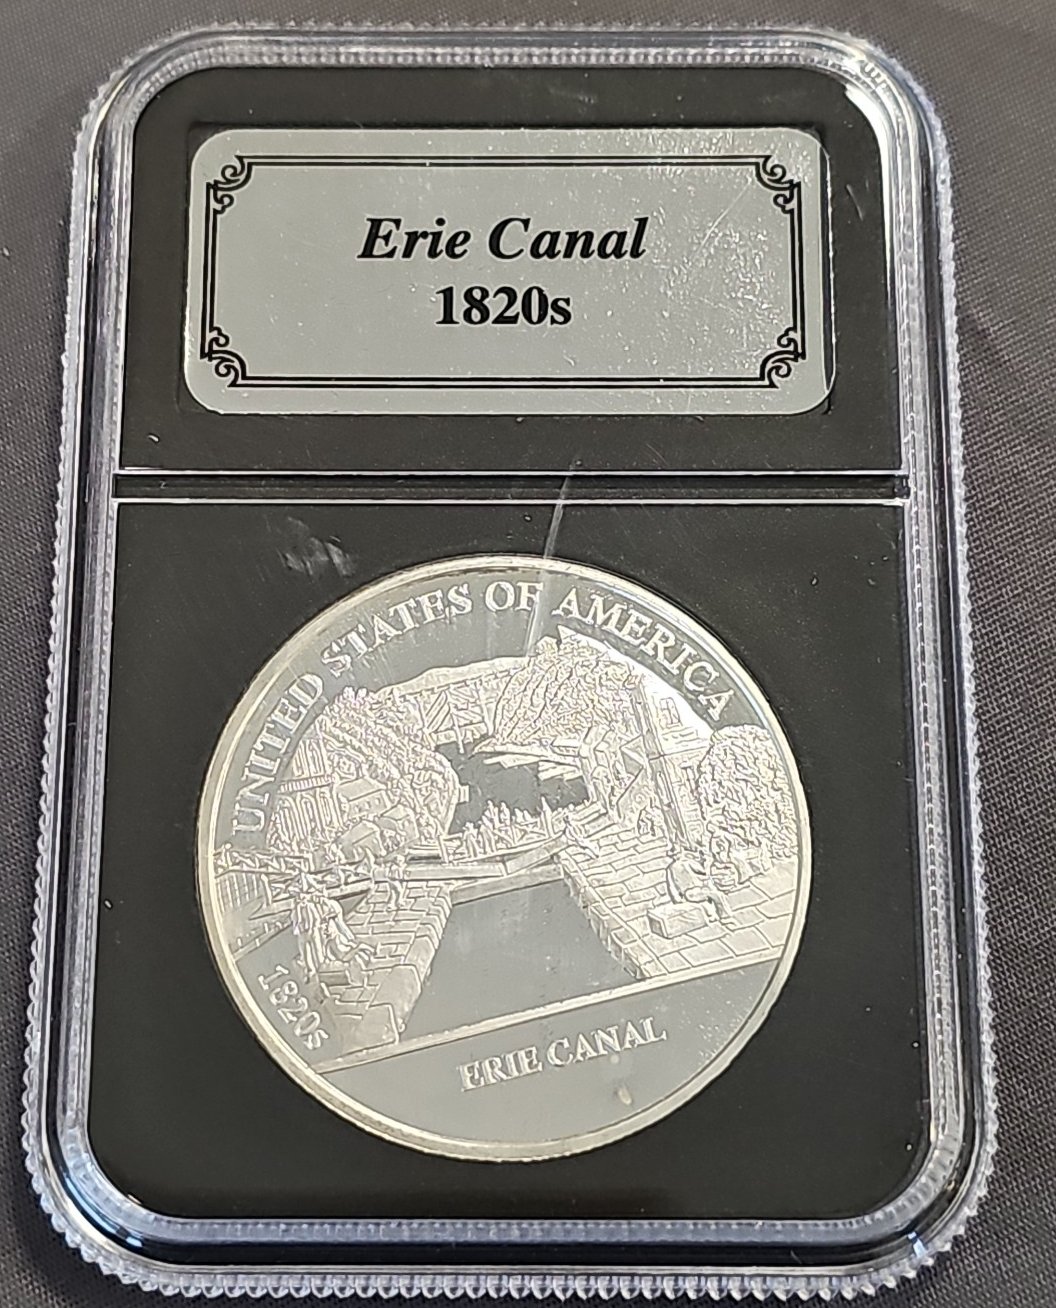 Erie Canal
1820s
UNITED STATES OF AMERICA
1820s
ERIE CANAL